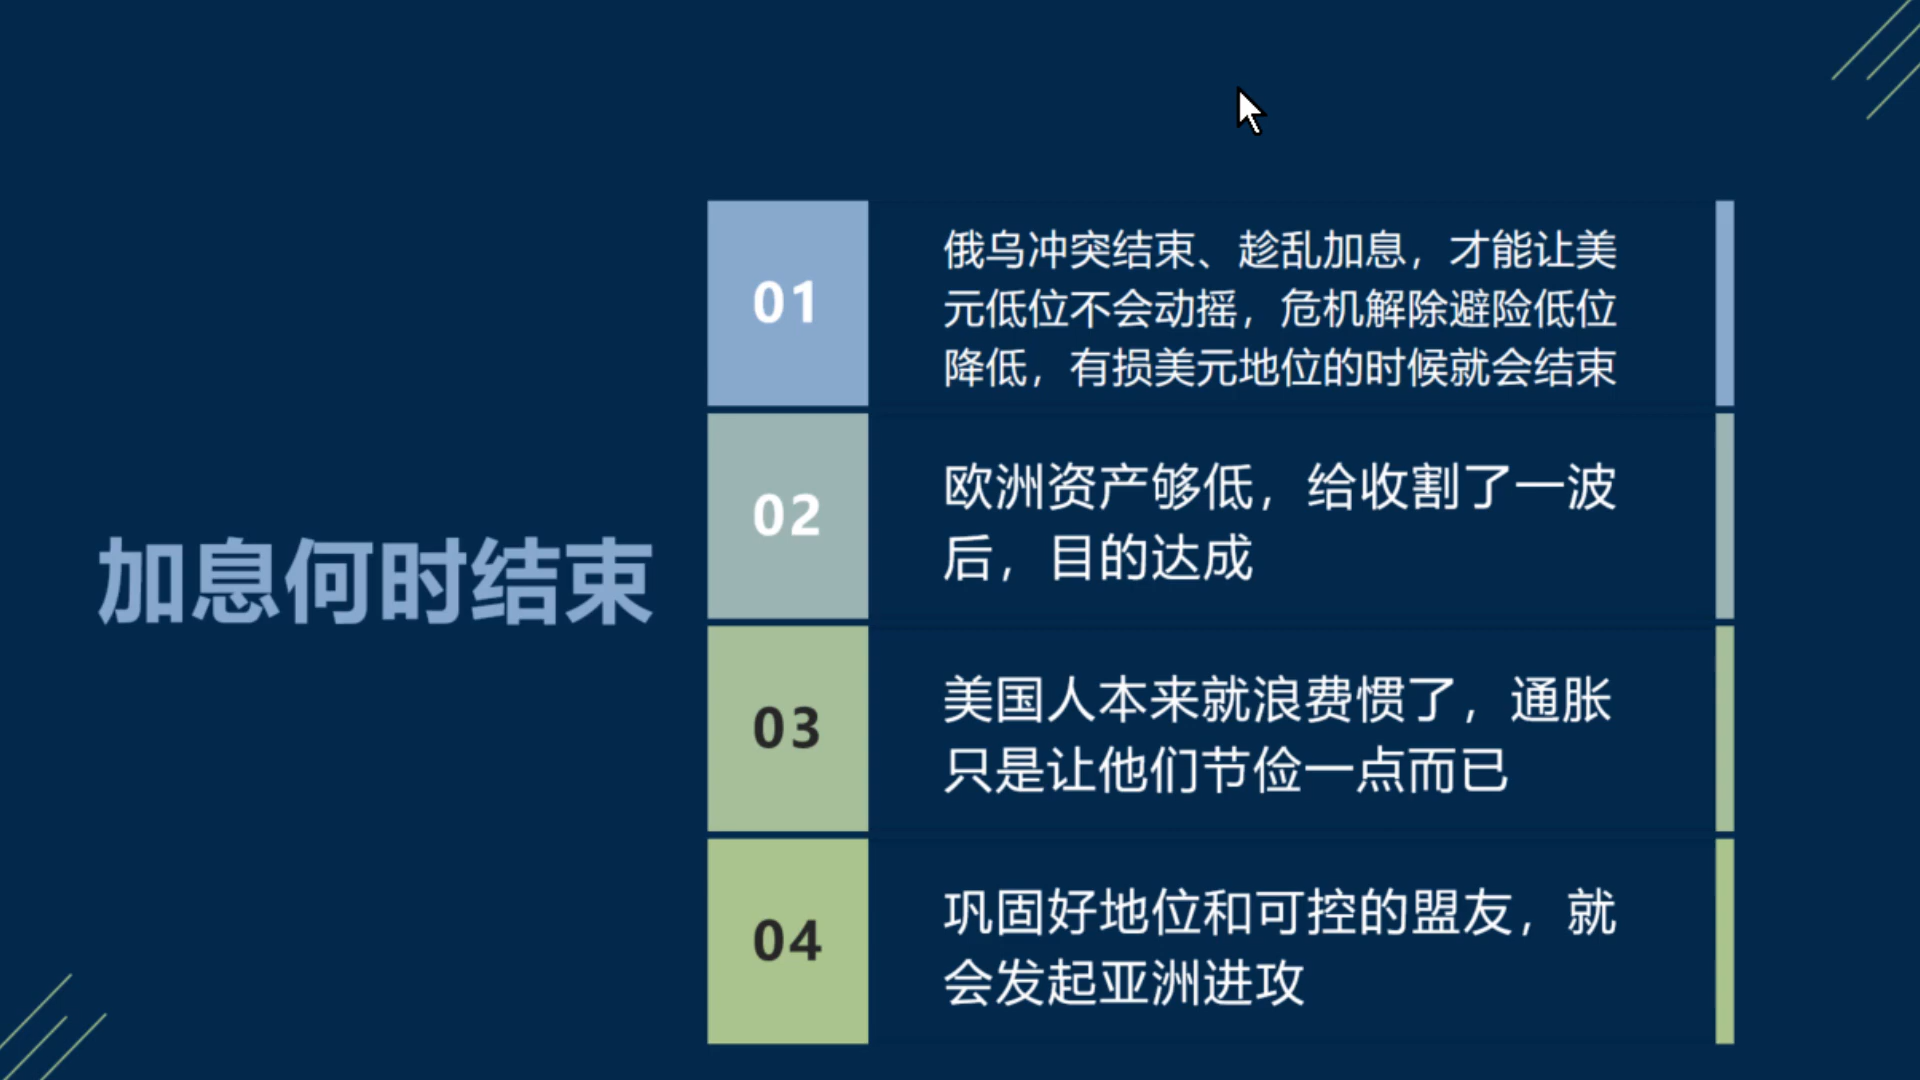 加息何时结束
01
俄乌冲突结束、趁乱加息，才能让美
元低位不会动摇，危机解除避险低位
降低，有损美元地位的时候就会结束
02
欧洲资产够低，给收割了一波
后，目的达成
03
美国人本来就浪费惯了，通胀
只是让他们节俭一点而已
04
巩固好地位和可控的盟友，就
会发起亚洲进攻